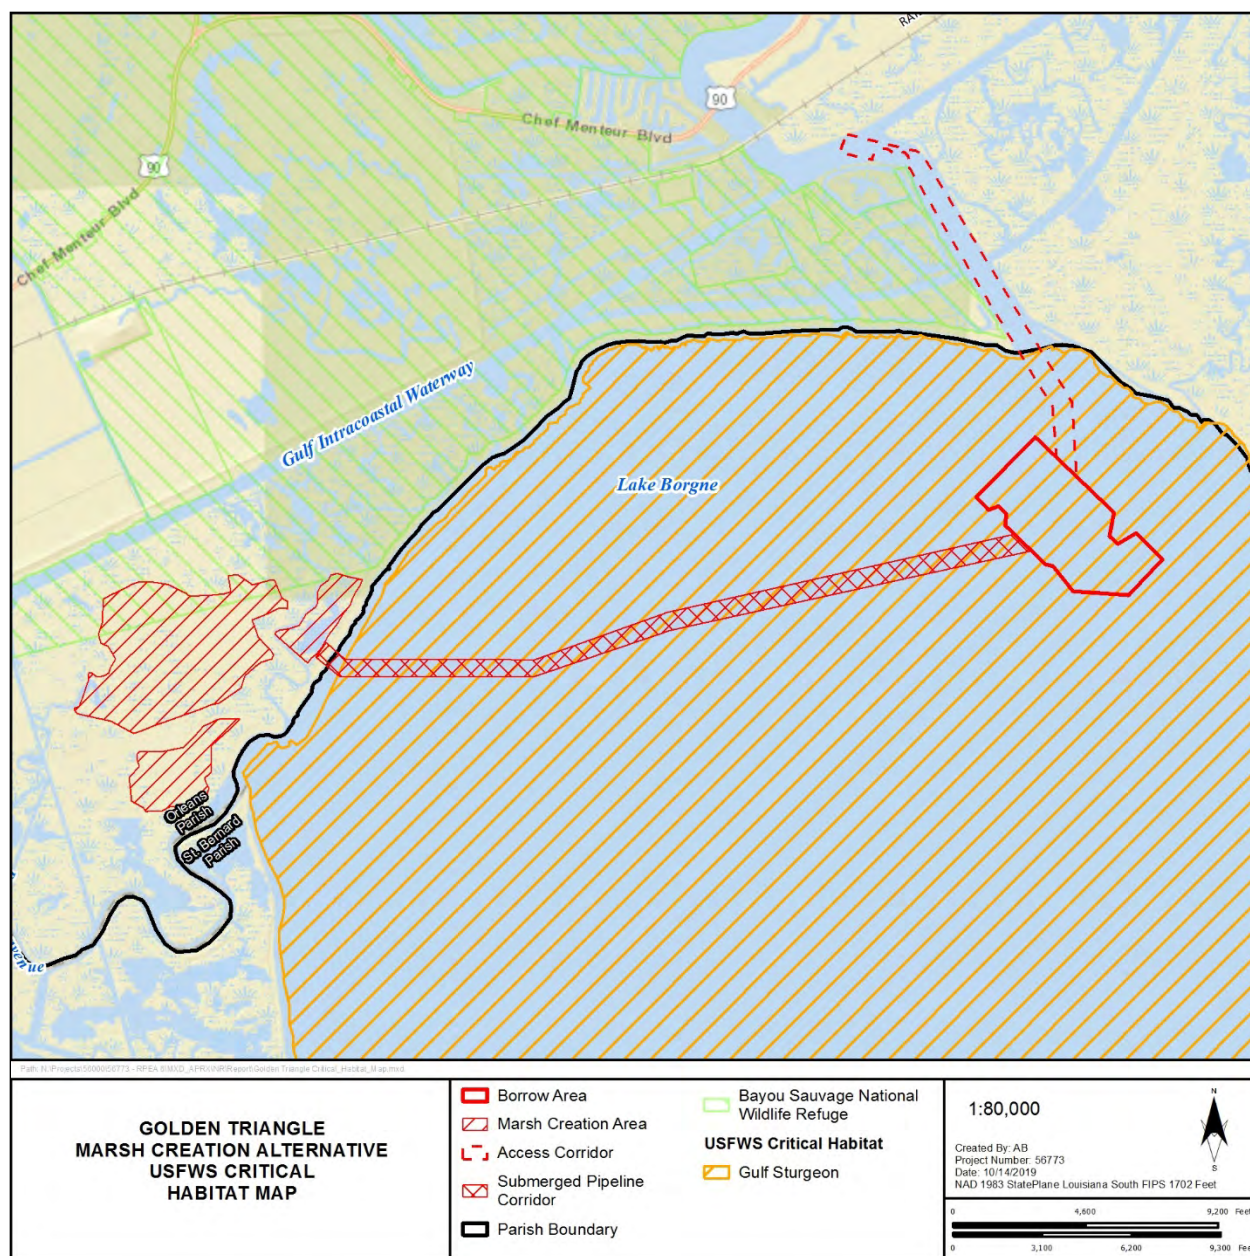 90
Chef Menteur Blvd
90
Chef Menteur Blvd
Gulf Intracoastal Waterway
Lake Borgne
Orleans
Parish
St. Bernard
Parish
GOLDEN TRIANGLE
MARSH CREATION ALTERNATIVE
USFWS CRITICAL
HABITAT MAP
Borrow Area
Marsh Creation Area
Access Corridor
Submerged Pipeline
Corridor
Parish Boundary
Bayou Sauvage National
Wildlife Refuge
USFWS Critical Habitat
Gulf Sturgeon
1:80,000
N
S
Created By: AB
Project Number: 56773
Date: 10/14/2019
NAD 1983 StatePlane Louisiana South FIPS 1702 Feet
0 4,600 9,200 Feet
0 3,100 6,200 9,300 Fe